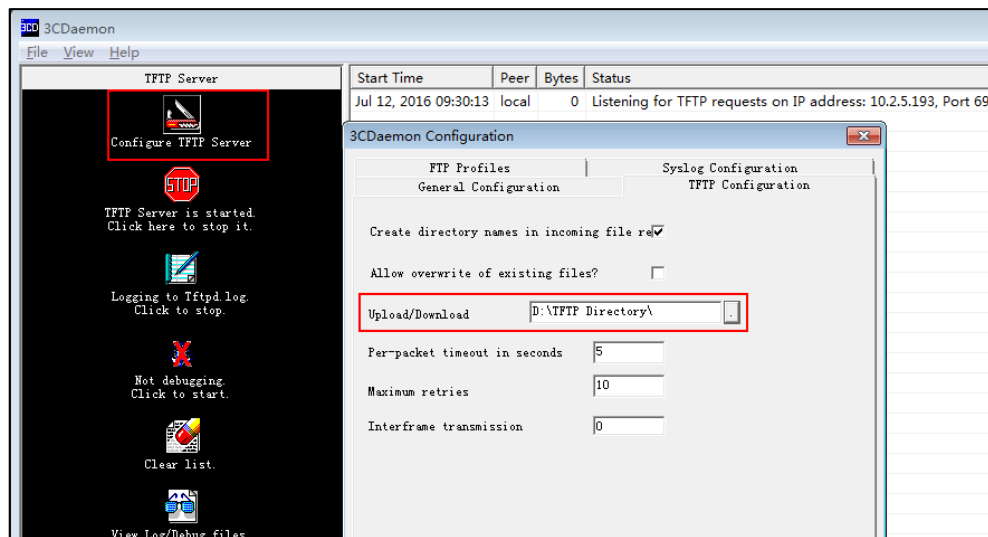 3CD 3CDaemon
File View Help
TFTP Server
Configure TFTP Server
STOP
TFTP Server is started.
Click here to stop it.
Logging to Tftpd.log.
Click to stop.
Not debugging.
Click to start.
Clear list.
View Log/Debug files
Start Time Peer Bytes Status
Jul 12, 2016 09:30:13 local 0 Listening for TFTP requests on IP address: 10.2.5.193, Port 69
3CDaemon Configuration
FTP Profiles Syslog Configuration
General Configuration TFTP Configuration
Create directory names in incoming file re
Allow overwrite of existing files?
Upload/Download D:\TFTP Directory\ .
Per-packet timeout in seconds 5
Maximum retries 10
Interframe transmission 0